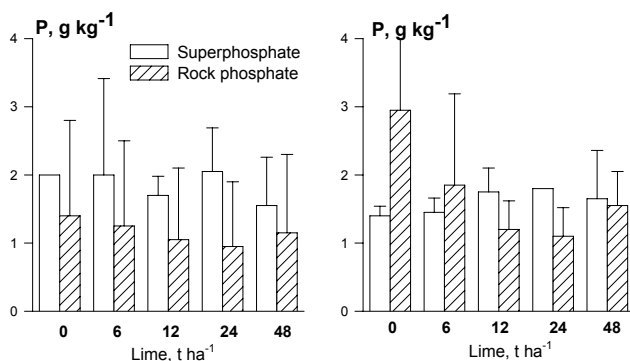 P, g kg⁻¹
4
3
2
1
0
Superphosphate
Rock phosphate
0 6 12 24 48
Lime, t ha⁻¹
P, g kg⁻¹
4
3
2
1
0
0 6 12 24 48
Lime, t ha⁻¹